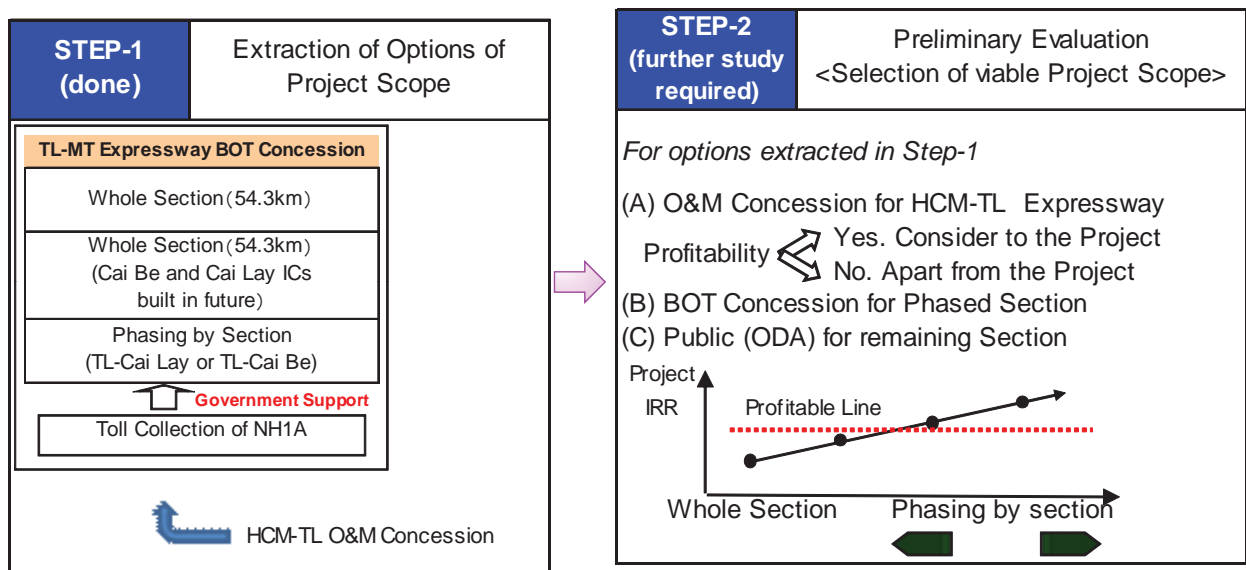 STEP-1
(done)
Extraction of Options of
Project Scope
TL-MT Expressway BOT Concession
Whole Section(54.3km)
Whole Section(54.3km)
(Cai Be and Cai Lay ICs
built in future)
Phasing by Section
(TL-Cai Lay or TL-Cai Be)
Government Support
Toll Collection of NH1A
HCM-TL O&M Concession
STEP-2
(further study
required)
Preliminary Evaluation
<Selection of viable Project Scope>
For options extracted in Step-1
(A) O&M Concession for HCM-TL Expressway
Profitability
Yes. Consider to the Project
No. Apart from the Project
(B) BOT Concession for Phased Section
(C) Public (ODA) for remaining Section
Project
IRR
Profitable Line
Whole Section
Phasing by section